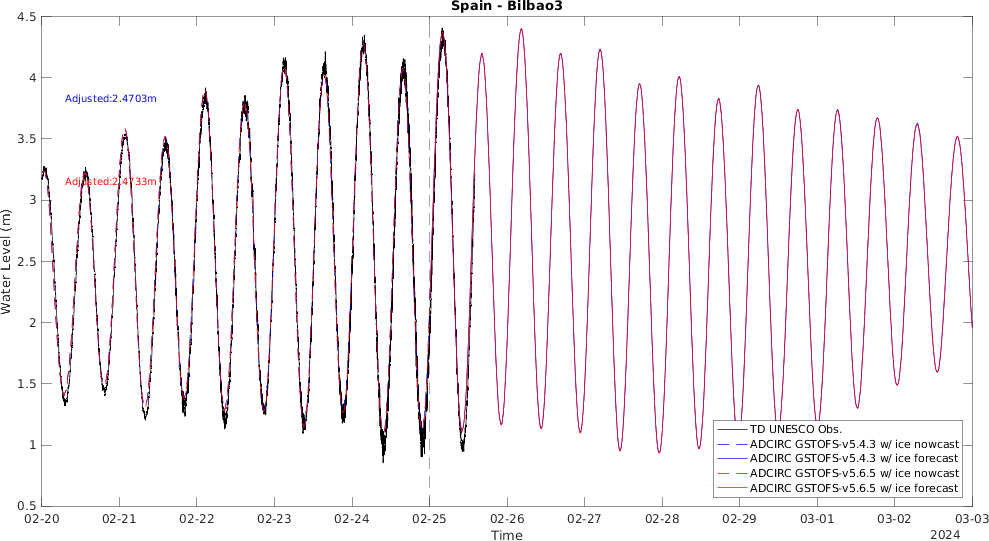 Spain - Bilbao3
4.5
4
3.5
3
2.5
2
1.5
1
0.5
Water Level (m)
Adjusted:2.4703m
Adjusted:2.4733m
TD UNESCO Obs.
ADCIRC GSTOFS-v5.4.3 w/ ice nowcast
ADCIRC GSTOFS-v5.4.3 w/ ice forecast
ADCIRC GSTOFS-v5.6.5 w/ ice nowcast
ADCIRC GSTOFS-v5.6.5 w/ ice forecast
02-20 02-21 02-22 02-23 02-24 02-25 02-26 02-27 02-28 02-29 03-01 03-02 03-03
Time
2024